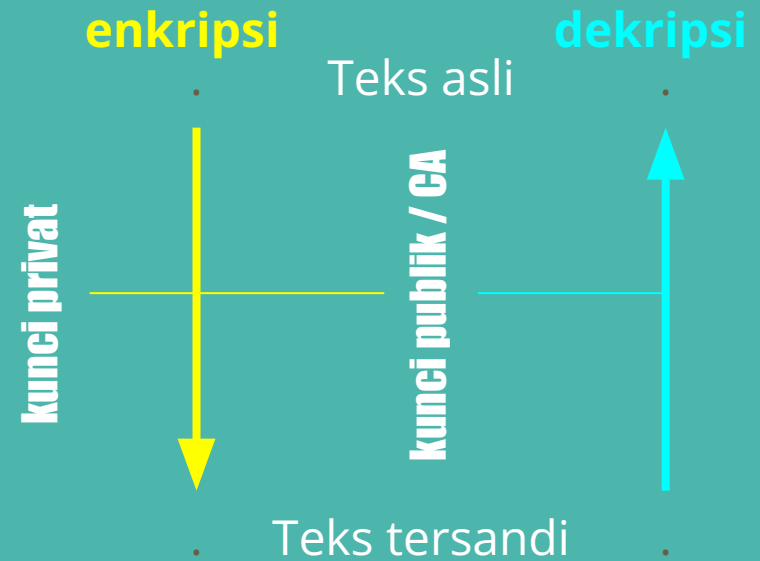 enkripsi
dekripsi
Teks asli
kunci privat
kunci publik / CA
Teks tersandi